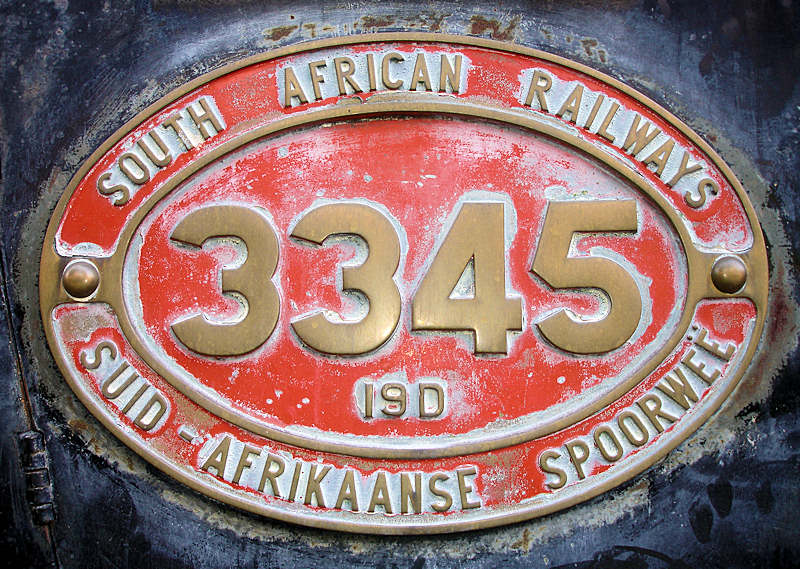 SOUTH AFRICAN RAILWAYS
3345
19D
SUID-AFRIKAANSE SPOORWEË